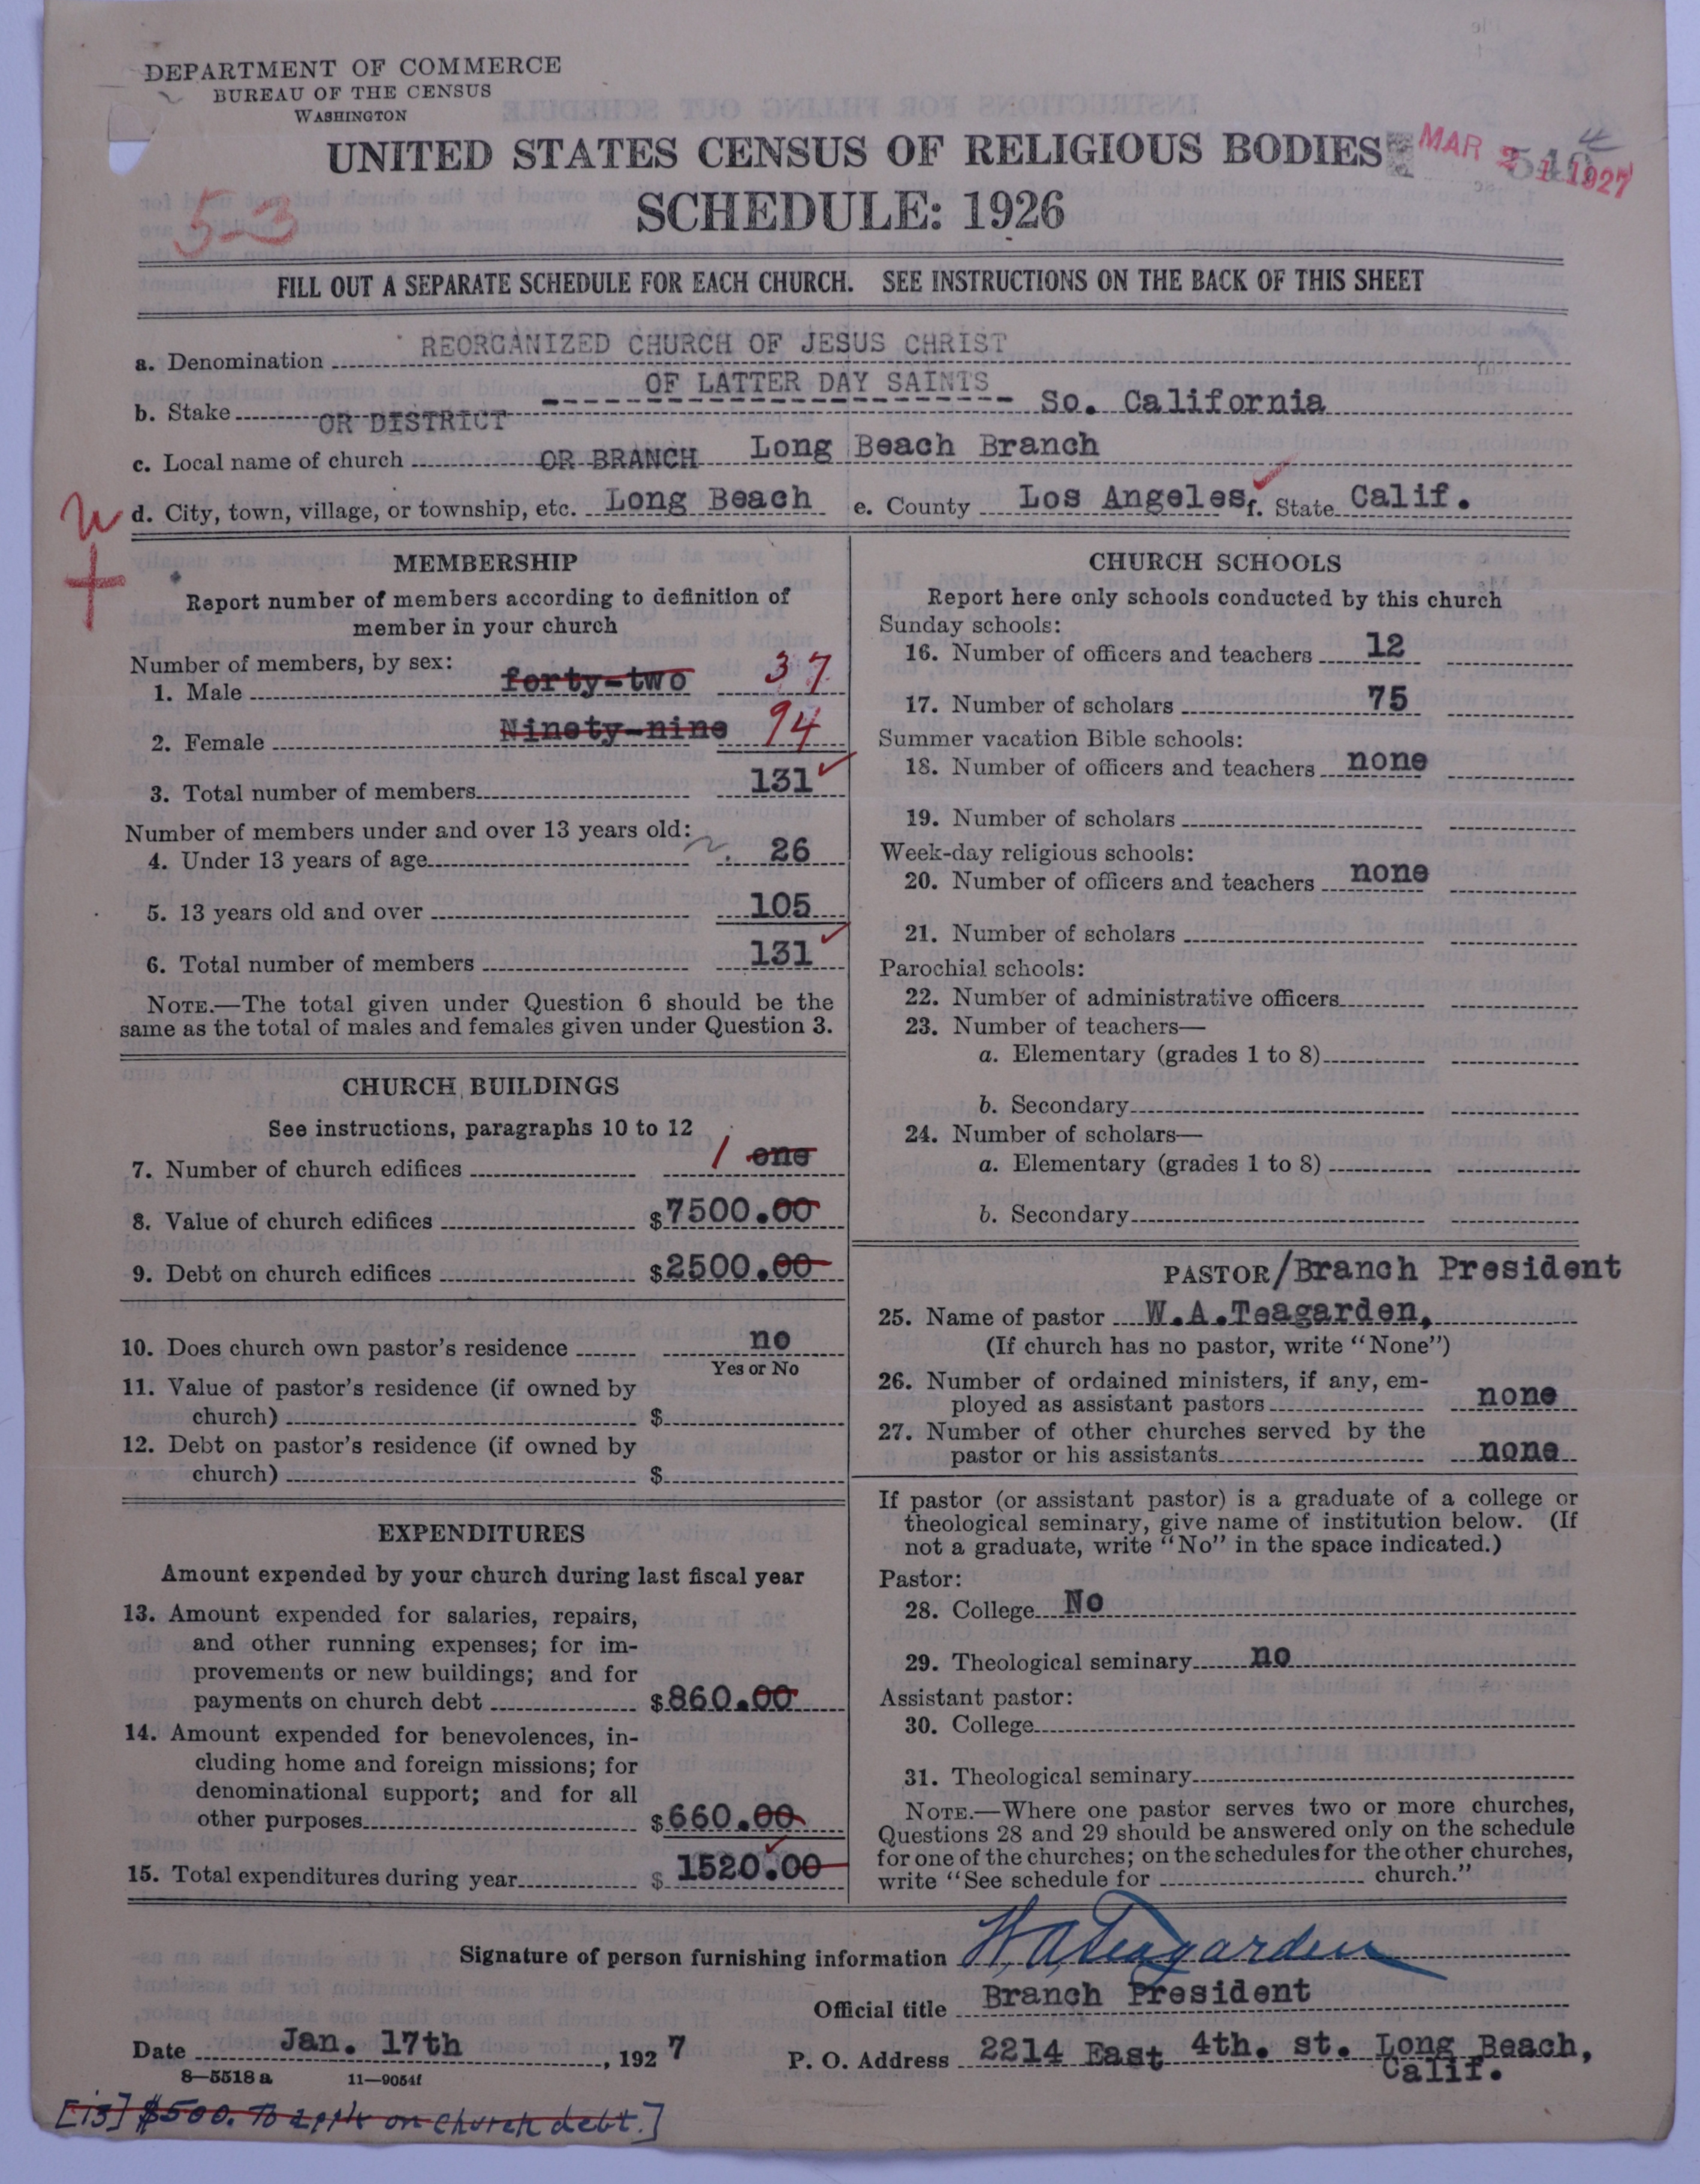 DEPARTMENT OF COMMERCE
BUREAU OF THE CENSUS
WASHINGTON
UNITED STATES CENSUS OF RELIGIOUS BODIES
MAR 21 1927
SCHEDULE: 1926
53
FILL OUT A SEPARATE SCHEDULE FOR EACH CHURCH. SEE INSTRUCTIONS ON THE BACK OF THIS SHEET
a. Denomination REORGANIZED CHURCH OF JESUS CHRIST
OF LATTER DAY SAINTS
b. Stake OR DISTRICT So. California
c. Local name of church OR BRANCH Long Beach Branch
d. City, town, village, or township, etc. Long Beach e. County Los Angeles f. State Calif.
MEMBERSHIP
Report number of members according to definition of
member in your church
Number of members, by sex:
1. Male forty-two 37
2. Female Ninety-nine 94
3. Total number of members 131
Number of members under and over 13 years old:
4. Under 13 years of age 26
5. 13 years old and over 105
6. Total number of members 131
NOTE.—The total given under Question 6 should be the
same as the total of males and females given under Question 3.
CHURCH BUILDINGS
See instructions, paragraphs 10 to 12
7. Number of church edifices 1 one
8. Value of church edifices $7500.00
9. Debt on church edifices $2500.00
10. Does church own pastor's residence no
Yes or No
11. Value of pastor's residence (if owned by
church) $
12. Debt on pastor's residence (if owned by
church) $
EXPENDITURES
Amount expended by your church during last fiscal year
13. Amount expended for salaries, repairs,
and other running expenses; for im-
provements or new buildings; and for
payments on church debt $860.00
14. Amount expended for benevolences, in-
cluding home and foreign missions; for
denominational support; and for all
other purposes $660.00
15. Total expenditures during year $ 1520.00
CHURCH SCHOOLS
Report here only schools conducted by this church
Sunday schools:
16. Number of officers and teachers 12
17. Number of scholars 75
Summer vacation Bible schools:
18. Number of officers and teachers none
19. Number of scholars
Week-day religious schools:
20. Number of officers and teachers none
21. Number of scholars
Parochial schools:
22. Number of administrative officers
23. Number of teachers—
a. Elementary (grades 1 to 8)
b. Secondary
24. Number of scholars—
a. Elementary (grades 1 to 8)
b. Secondary
PASTOR/Branch President
25. Name of pastor W.A.Teagarden,
(If church has no pastor, write "None")
26. Number of ordained ministers, if any, em-
ployed as assistant pastors none
27. Number of other churches served by the
pastor or his assistants none
If pastor (or assistant pastor) is a graduate of a college or
theological seminary, give name of institution below. (If
not a graduate, write "No" in the space indicated.)
Pastor:
28. College No
29. Theological seminary no
Assistant pastor:
30. College
31. Theological seminary
NOTE.—Where one pastor serves two or more churches,
Questions 28 and 29 should be answered only on the schedule
for one of the churches; on the schedules for the other churches,
write "See schedule for church."
Signature of person furnishing information W.A.Teagarden
Official title Branch President
Date Jan. 17th, 1927 P. O. Address 2214 East 4th. st. Long Beach,
Calif.
8—5518 a 11—9054f
[13] $500. To apply on church debt.]